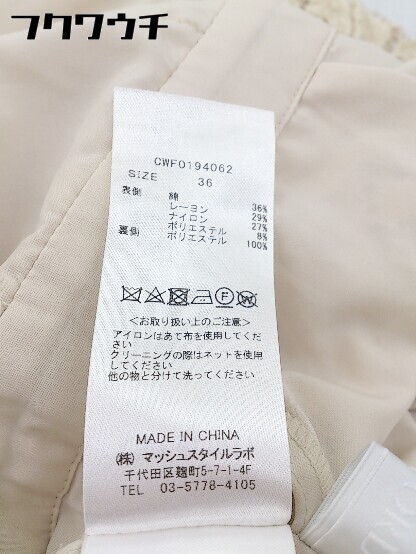 フクワウチ
CWF0194062
SIZE 36
表側 綿 36%
レーヨン 29%
ナイロン 27%
ポリエステル 8%
裏側 ポリエステル 100%
<お取り扱い上のご注意>
アイロンはあて布を使用してくだ
さい
クリーニングの際はネットを使用
してください
他の物と分けて洗ってください
MADE IN CHINA
(株) マッシュスタイルラボ
千代田区麹町5-7-1-4F
TEL 03-5778-4105